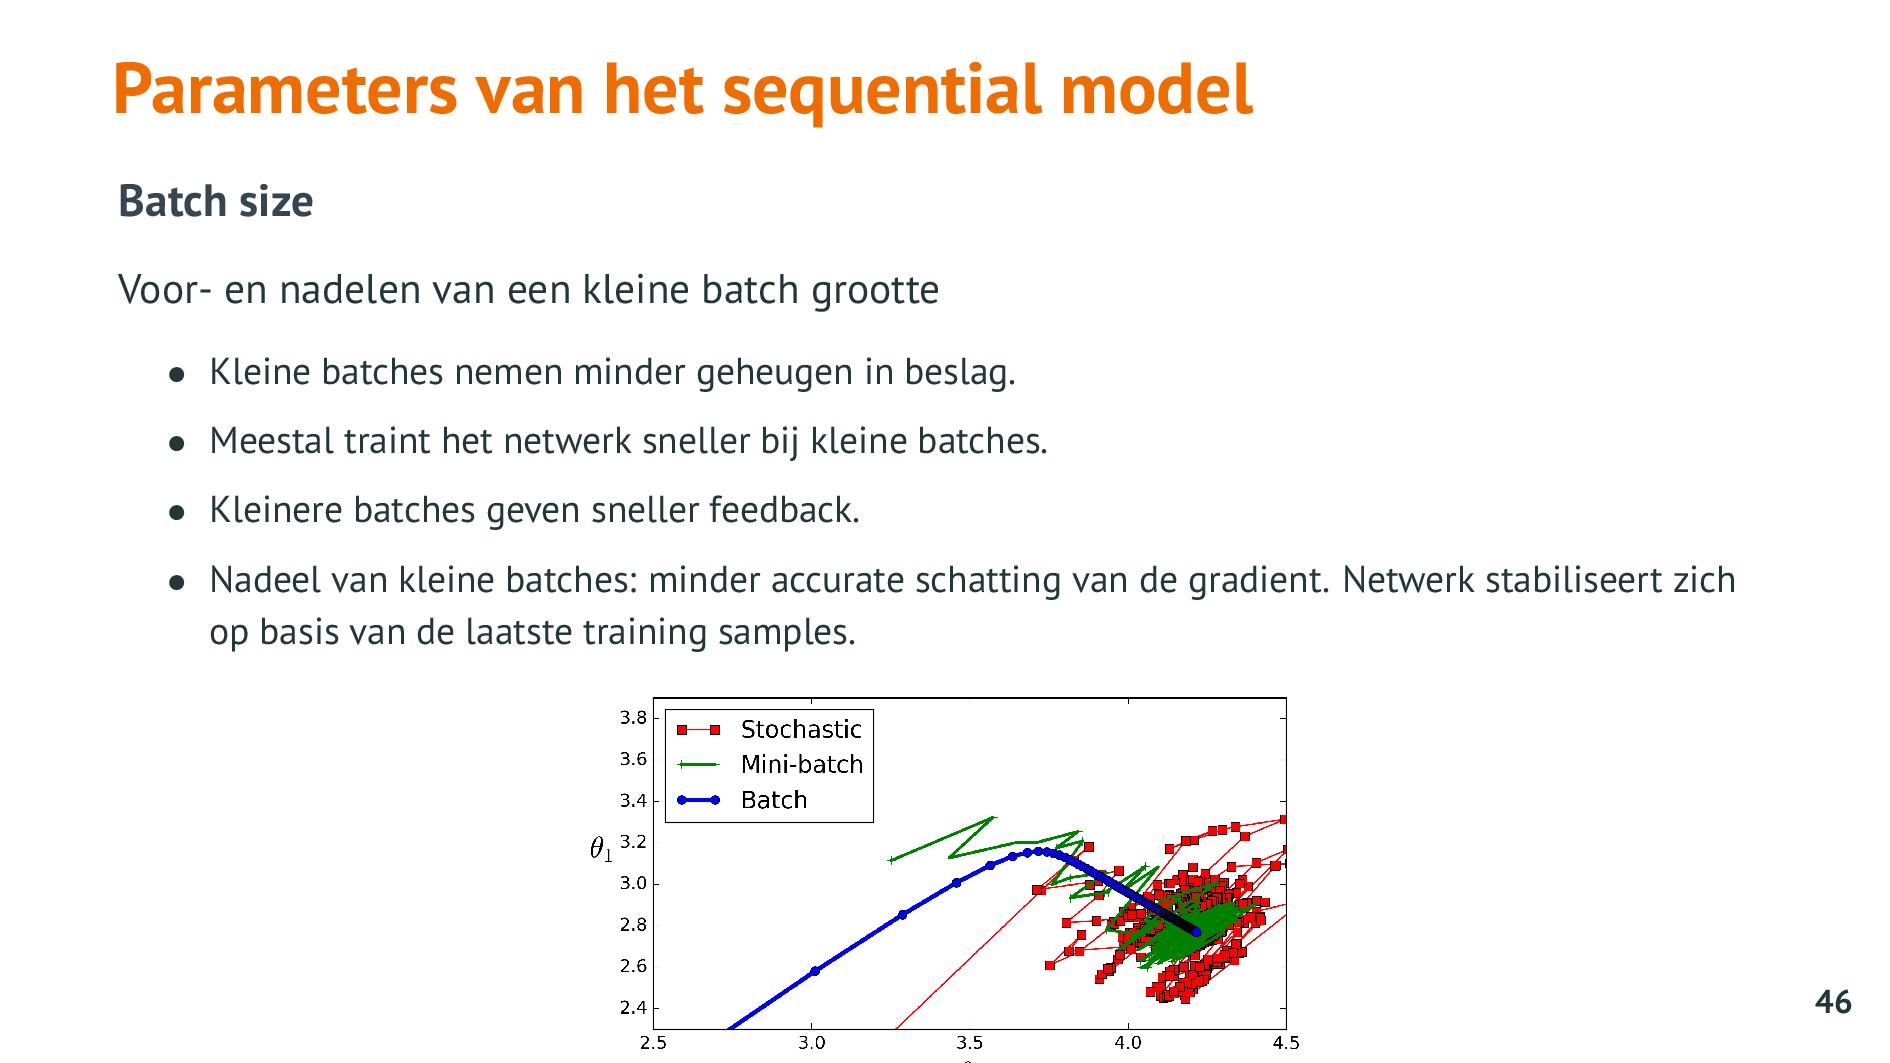 Parameters van het sequential model
Batch size
Voor- en nadelen van een kleine batch grootte
● Kleine batches nemen minder geheugen in beslag.
● Meestal traint het netwerk sneller bij kleine batches.
● Kleinere batches geven sneller feedback.
● Nadeel van kleine batches: minder accurate schatting van de gradient. Netwerk stabiliseert zich
op basis van de laatste training samples.
Stochastic
Mini-batch
Batch
3.8
3.6
3.4
3.2
3.0
2.8
2.6
2.4
θ₁
2.5 3.0 3.5 4.0 4.5
46